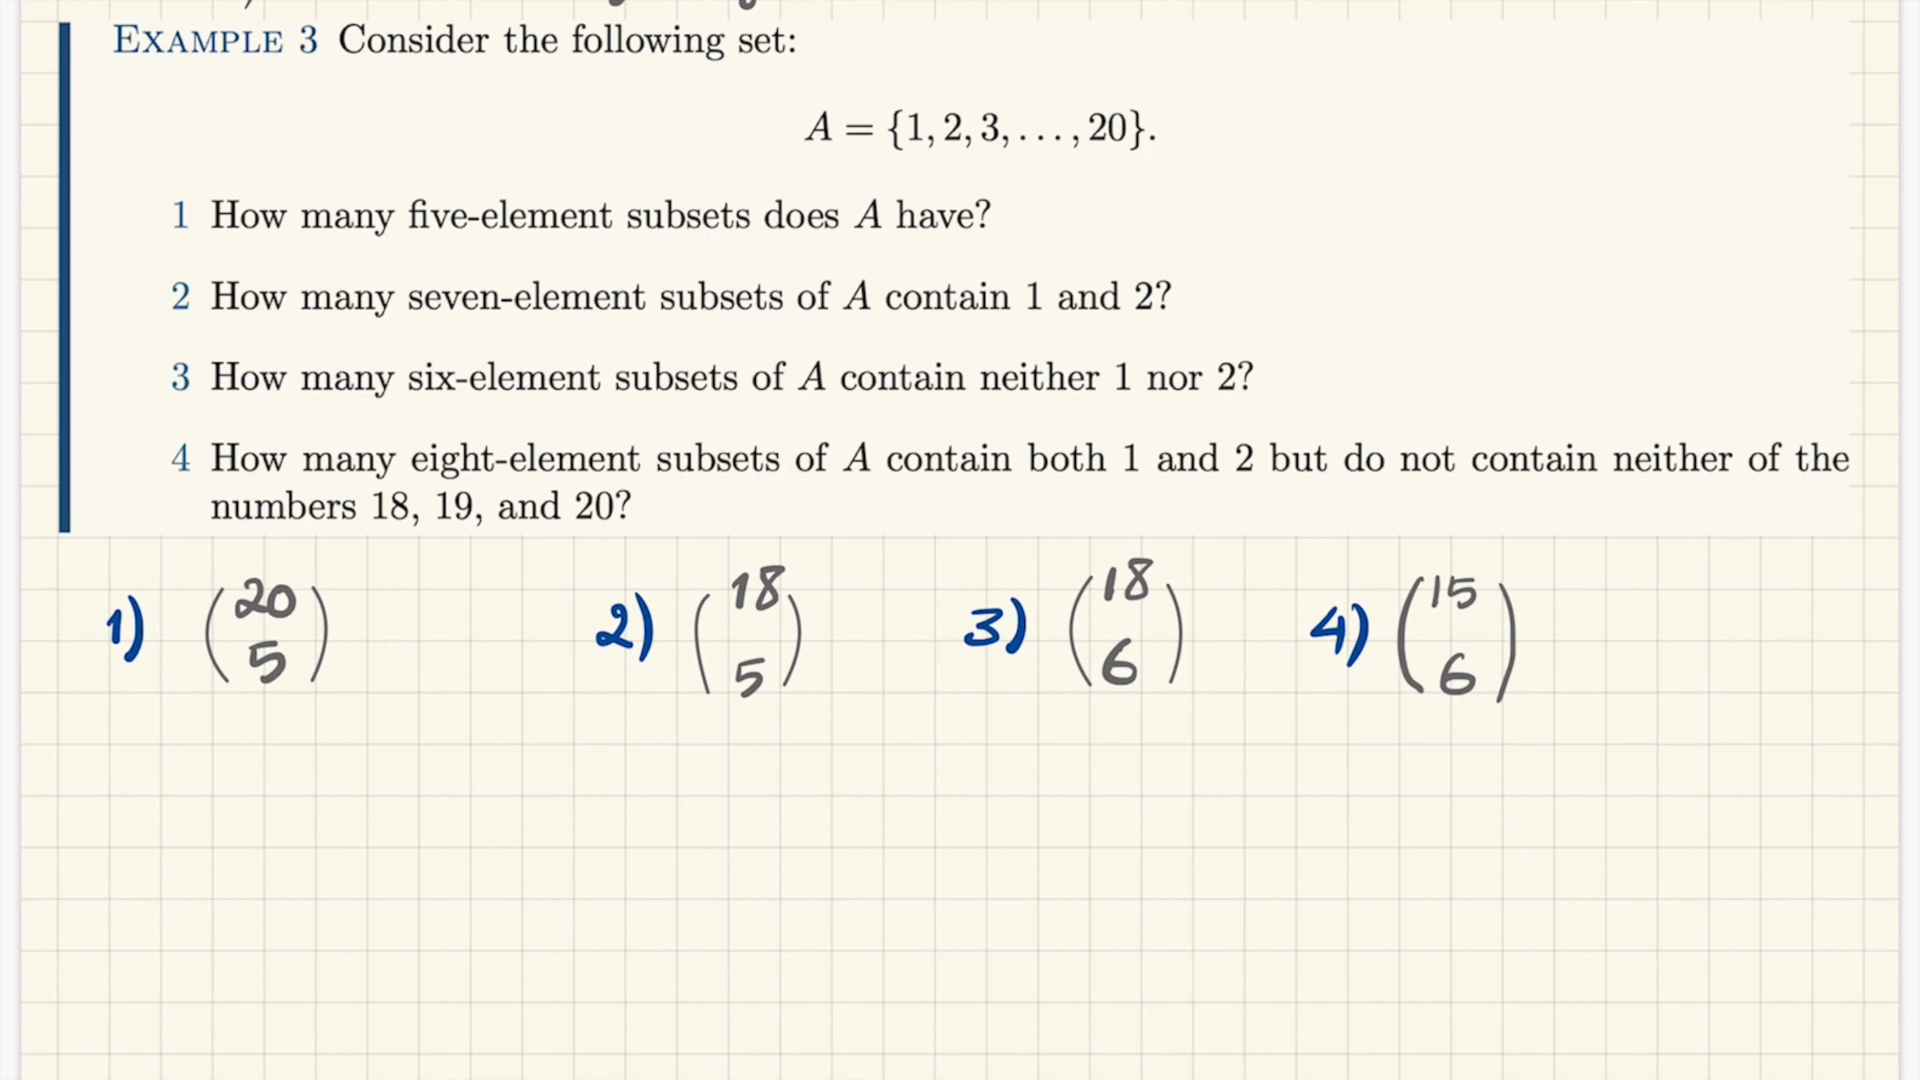 EXAMPLE 3 Consider the following set:
A = {1, 2, 3, . . . , 20}.
1 How many five-element subsets does A have?
2 How many seven-element subsets of A contain 1 and 2?
3 How many six-element subsets of A contain neither 1 nor 2?
4 How many eight-element subsets of A contain both 1 and 2 but do not contain neither of the
numbers 18, 19, and 20?
1) (20 5) 2) (18 5) 3) (18 6) 4) (15 6)